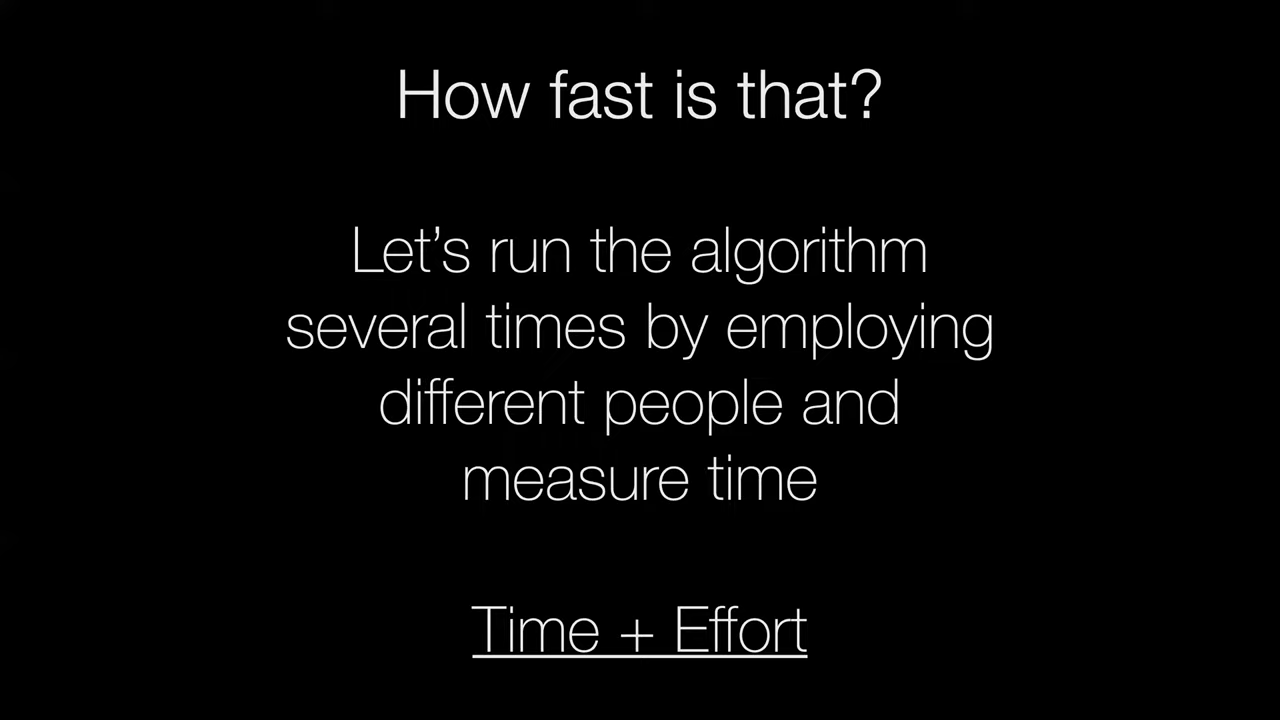 How fast is that?
Let’s run the algorithm
several times by employing
different people and
measure time
Time + Effort